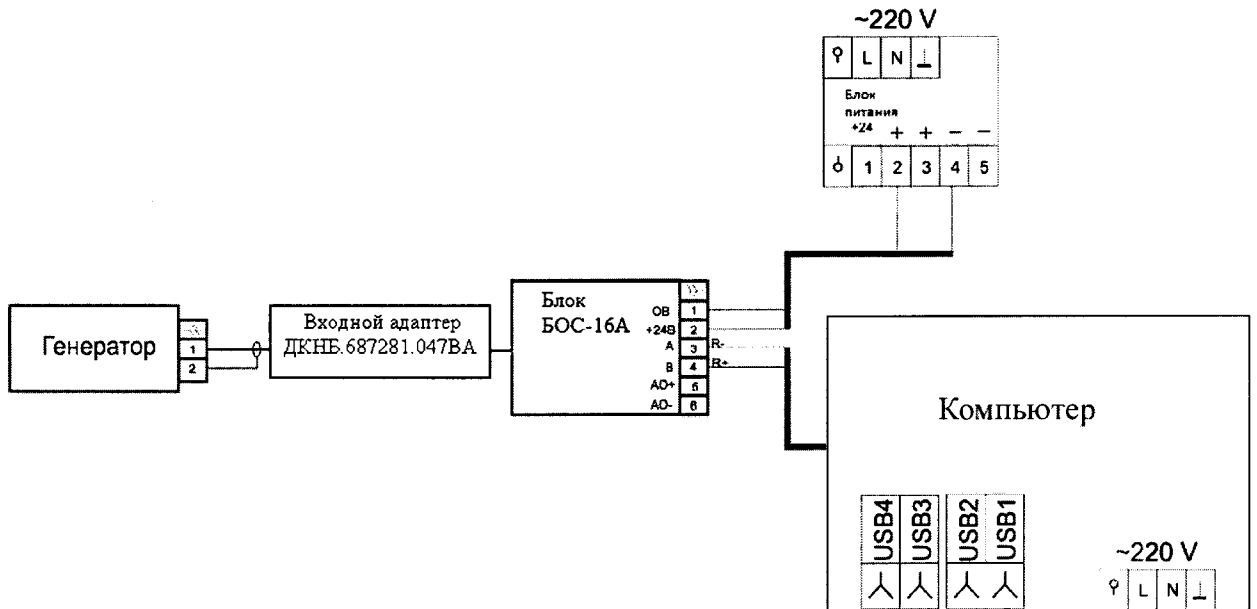 ~220 V
L N
Блок
питания
+24 + + − −
1 2 3 4 5
Генератор
1
2
Входной адаптер
ДКНБ.687281.047ВА
Блок
БОС-16А
ОВ 1
+24В 2
А 3 R-
В 4 R+
АО+ 5
АО- 6
Компьютер
USB4 USB3 USB2 USB1
~220 V
L N